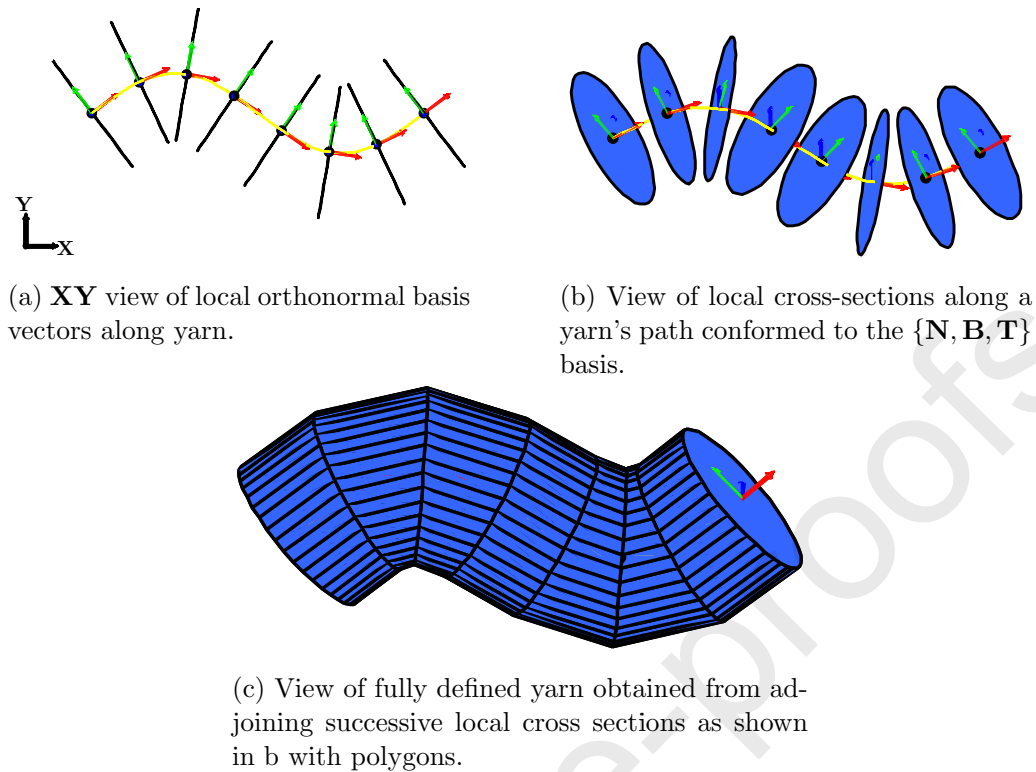 Y
X
(a) XY view of local orthonormal basis
vectors along yarn.
(b) View of local cross-sections along a
yarn's path conformed to the {N, B, T}
basis.
(c) View of fully defined yarn obtained from ad-
joining successive local cross sections as shown
in b with polygons.
e-proofs